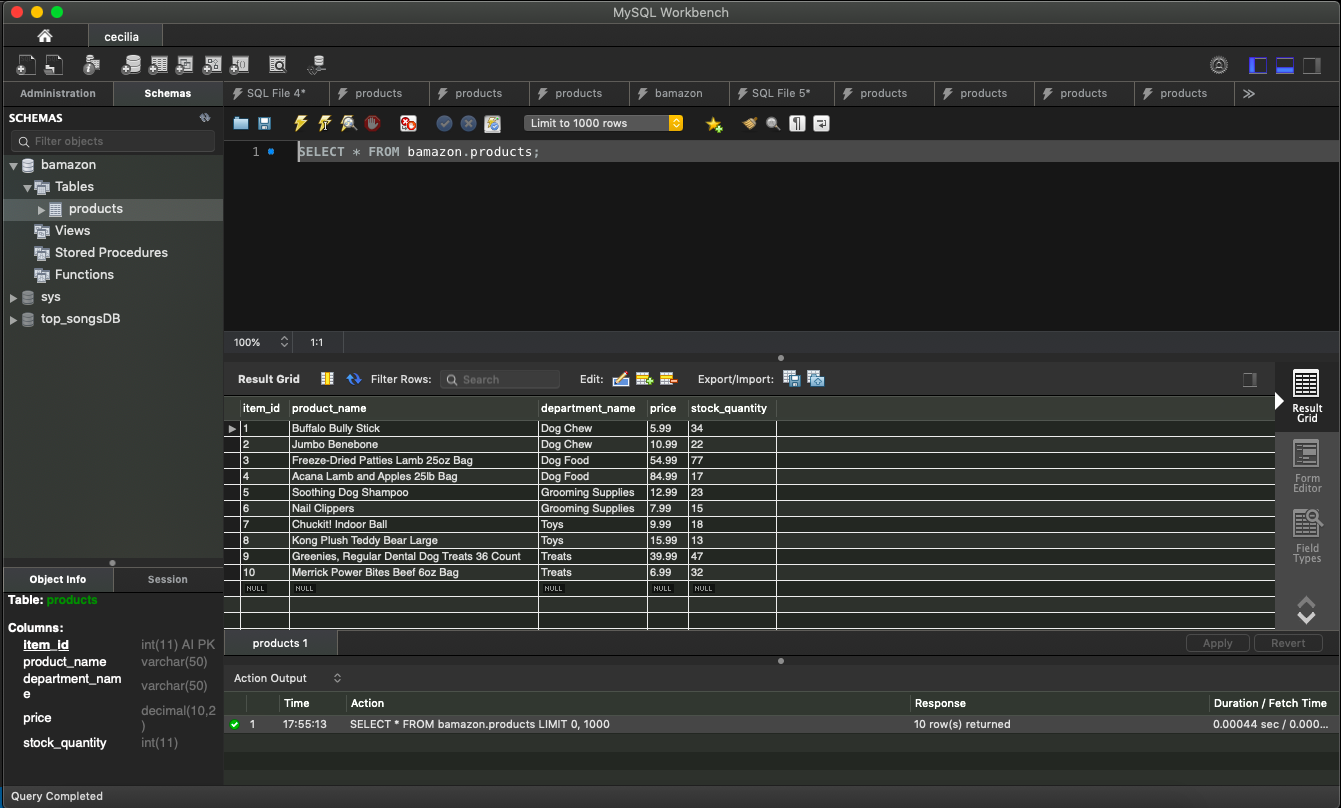 MySQL Workbench
cecilia
Administration Schemas SQL File 4* products products products bamazon SQL File 5* products products products products
SCHEMAS
Limit to 1000 rows
Filter objects
1 SELECT * FROM bamazon.products;
bamazon
Tables
products
Views
Stored Procedures
Functions
sys
top_songsDB
100% 1:1
Result Grid Filter Rows: Search Edit: Export/Import:
item_id product_name department_name price stock_quantity
1 Buffalo Bully Stick Dog Chew 5.99 34
2 Jumbo Benebone Dog Chew 10.99 22
3 Freeze-Dried Patties Lamb 25oz Bag Dog Food 54.99 77
4 Acana Lamb and Apples 25lb Bag Dog Food 84.99 17
5 Soothing Dog Shampoo Grooming Supplies 12.99 23
6 Nail Clippers Grooming Supplies 7.99 15
7 Chuckit! Indoor Ball Toys 9.99 18
8 Kong Plush Teddy Bear Large Toys 15.99 13
9 Greenies, Regular Dental Dog Treats 36 Count Treats 39.99 47
10 Merrick Power Bites Beef 6oz Bag Treats 6.99 32
NULL NULL NULL NULL NULL
Result
Grid
Form
Editor
Field
Types
products 1 Apply Revert
Object Info Session
Table: products
Columns:
item_id int(11) AI PK
product_name varchar(50)
department_nam
e varchar(50)
price decimal(10,2
)
stock_quantity int(11)
Action Output
Time Action Response Duration / Fetch Time
1 17:55:13 SELECT * FROM bamazon.products LIMIT 0, 1000 10 row(s) returned 0.00044 sec / 0.000...
Query Completed